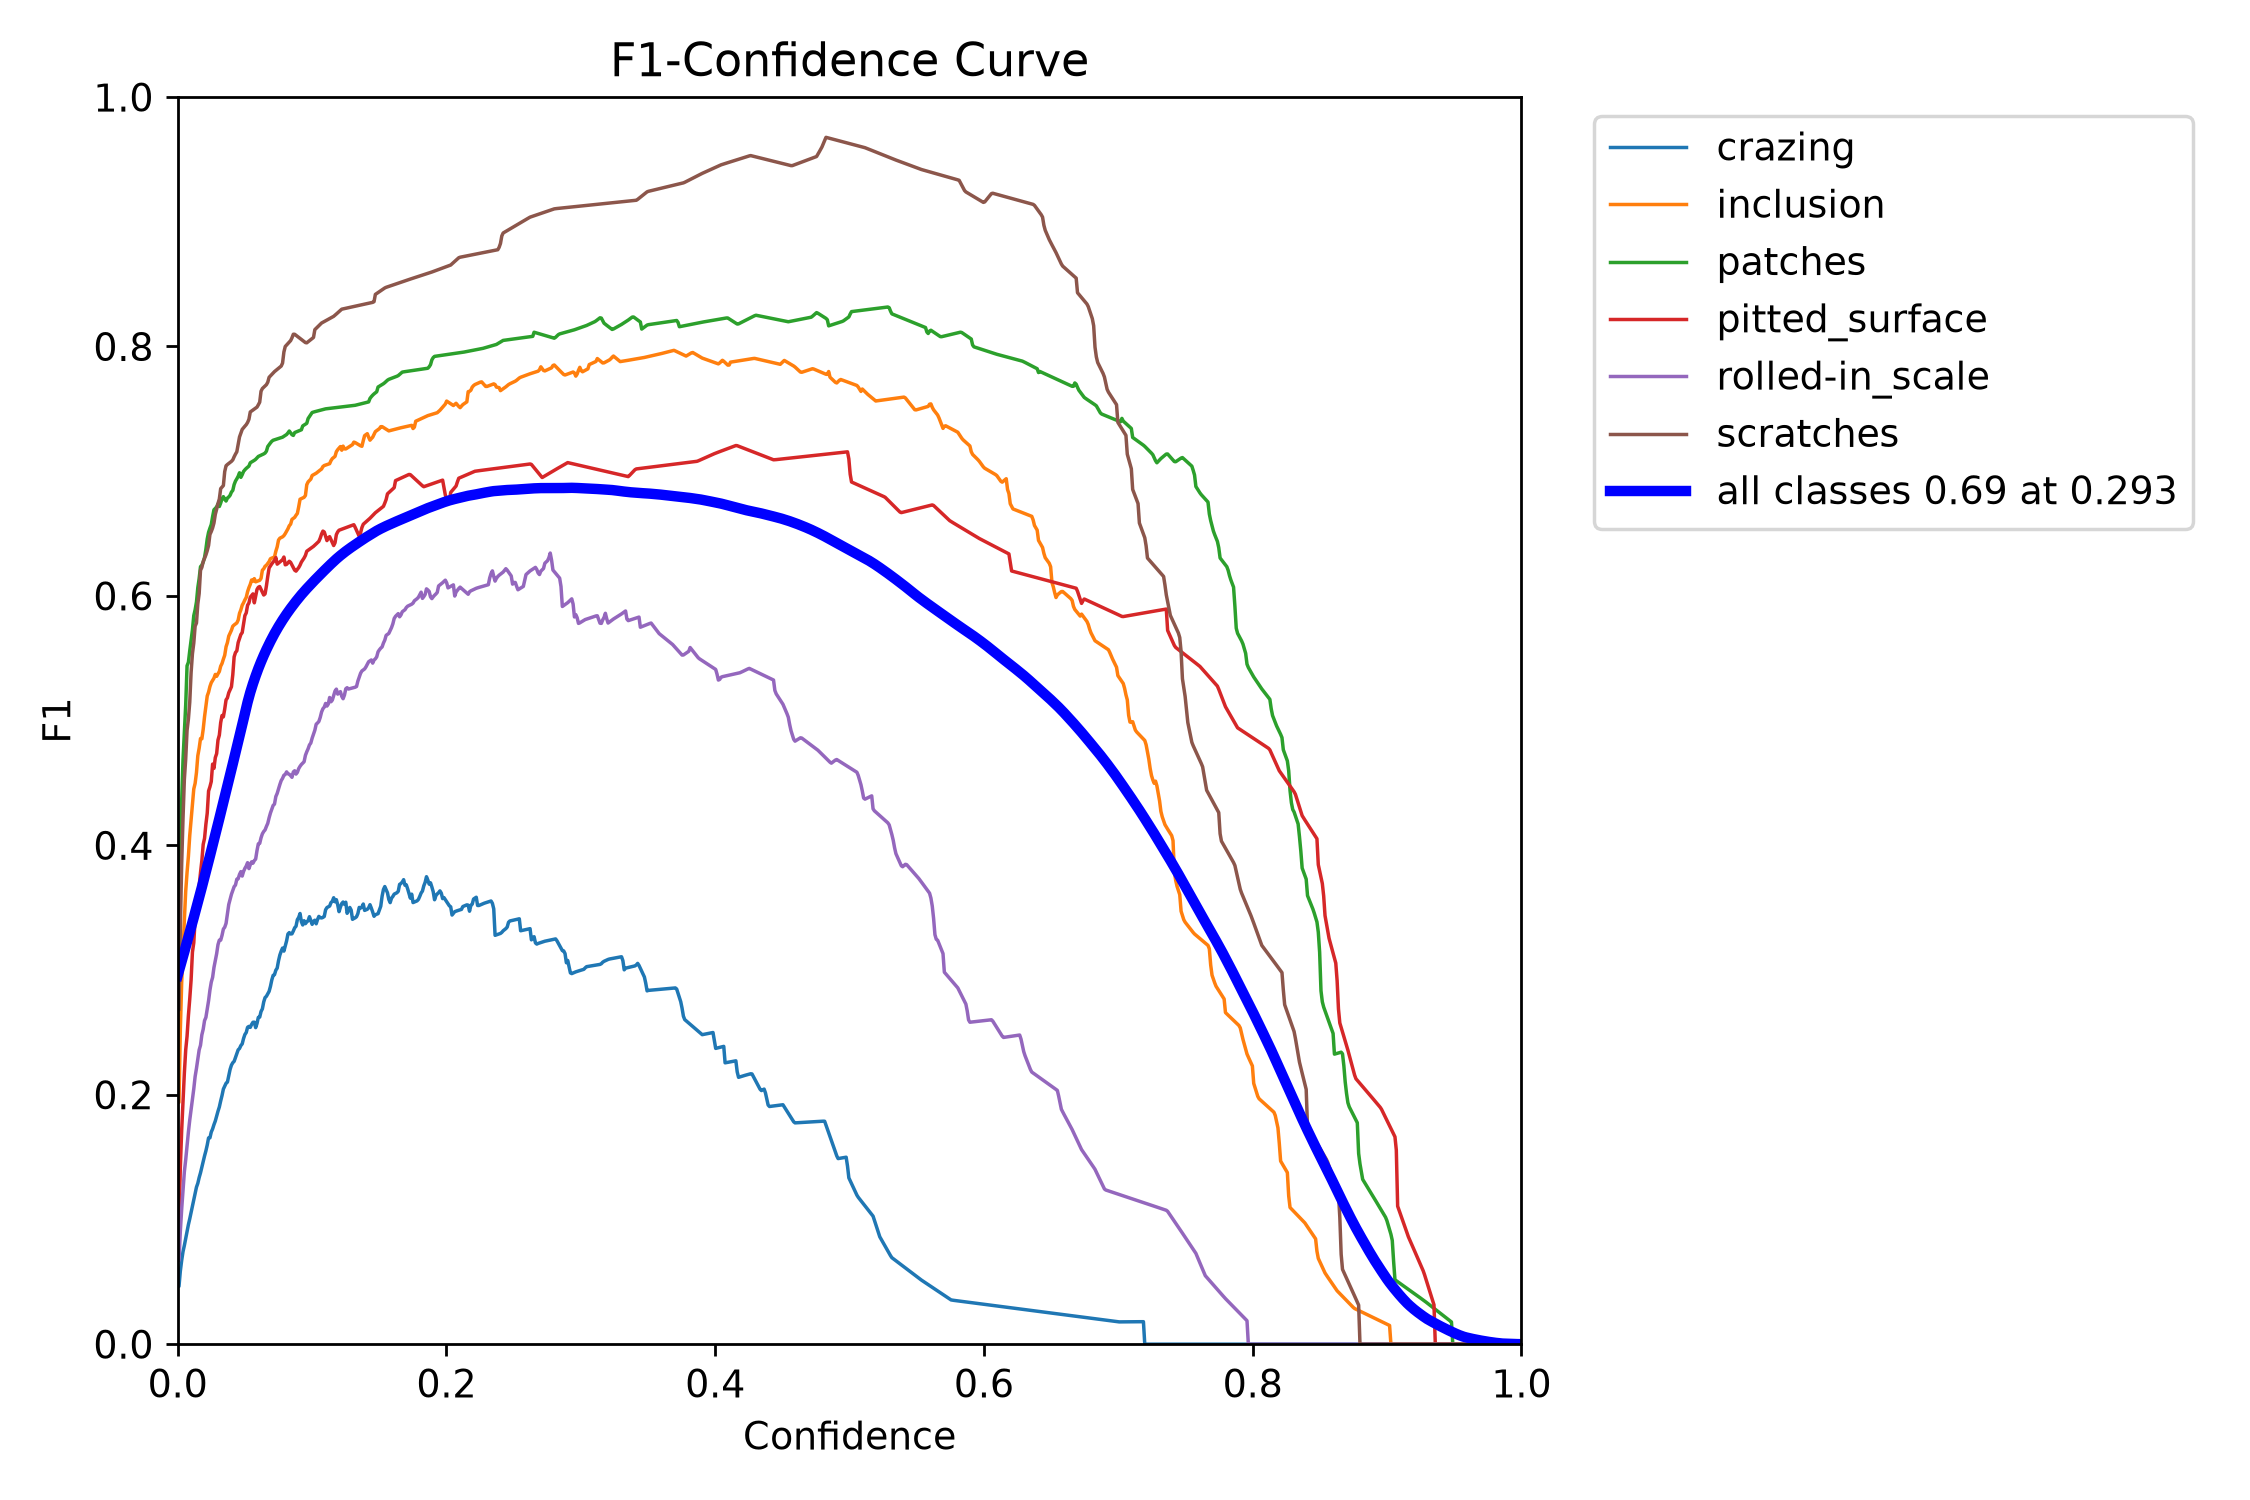 F1-Confidence Curve
1.0
0.8
0.6
0.4
0.2
0.0
F1
0.0 0.2 0.4 0.6 0.8 1.0
Confidence
crazing
inclusion
patches
pitted_surface
rolled-in_scale
scratches
all classes 0.69 at 0.293